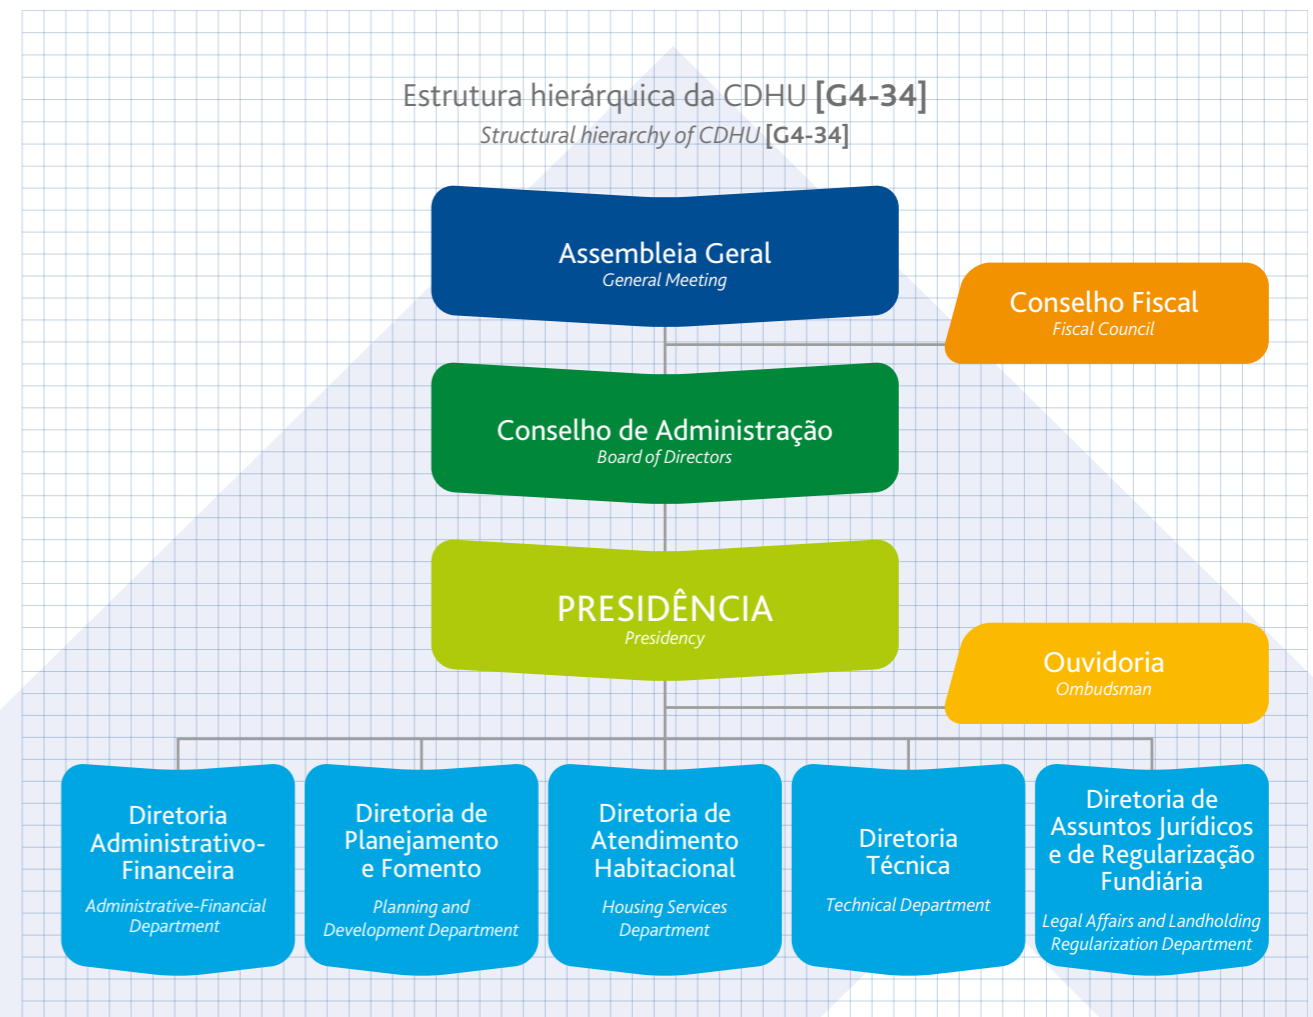 Estrutura hierárquica da CDHU [G4-34]
Structural hierarchy of CDHU [G4-34]
Assembleia Geral
General Meeting
Conselho Fiscal
Fiscal Council
Conselho de Administração
Board of Directors
PRESIDÊNCIA
Presidency
Ouvidoria
Ombudsman
Diretoria
Administrativo-
Financeira
Administrative-Financial
Department
Diretoria de
Planejamento
e Fomento
Planning and
Development Department
Diretoria de
Atendimento
Habitacional
Housing Services
Department
Diretoria
Técnica
Technical Department
Diretoria de
Assuntos Jurídicos
e de Regularização
Fundiária
Legal Affairs and Landholding
Regularization Department